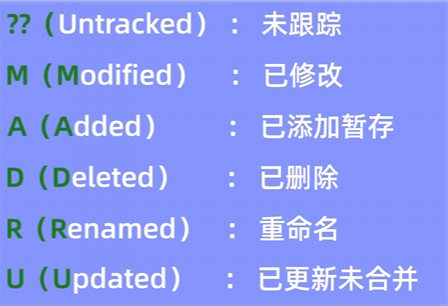 ??（Untracked）：未跟踪
M（Modified）：已修改
A（Added）：已添加暂存
D（Deleted）：已删除
R（Renamed）：重命名
U（Updated）：已更新未合并